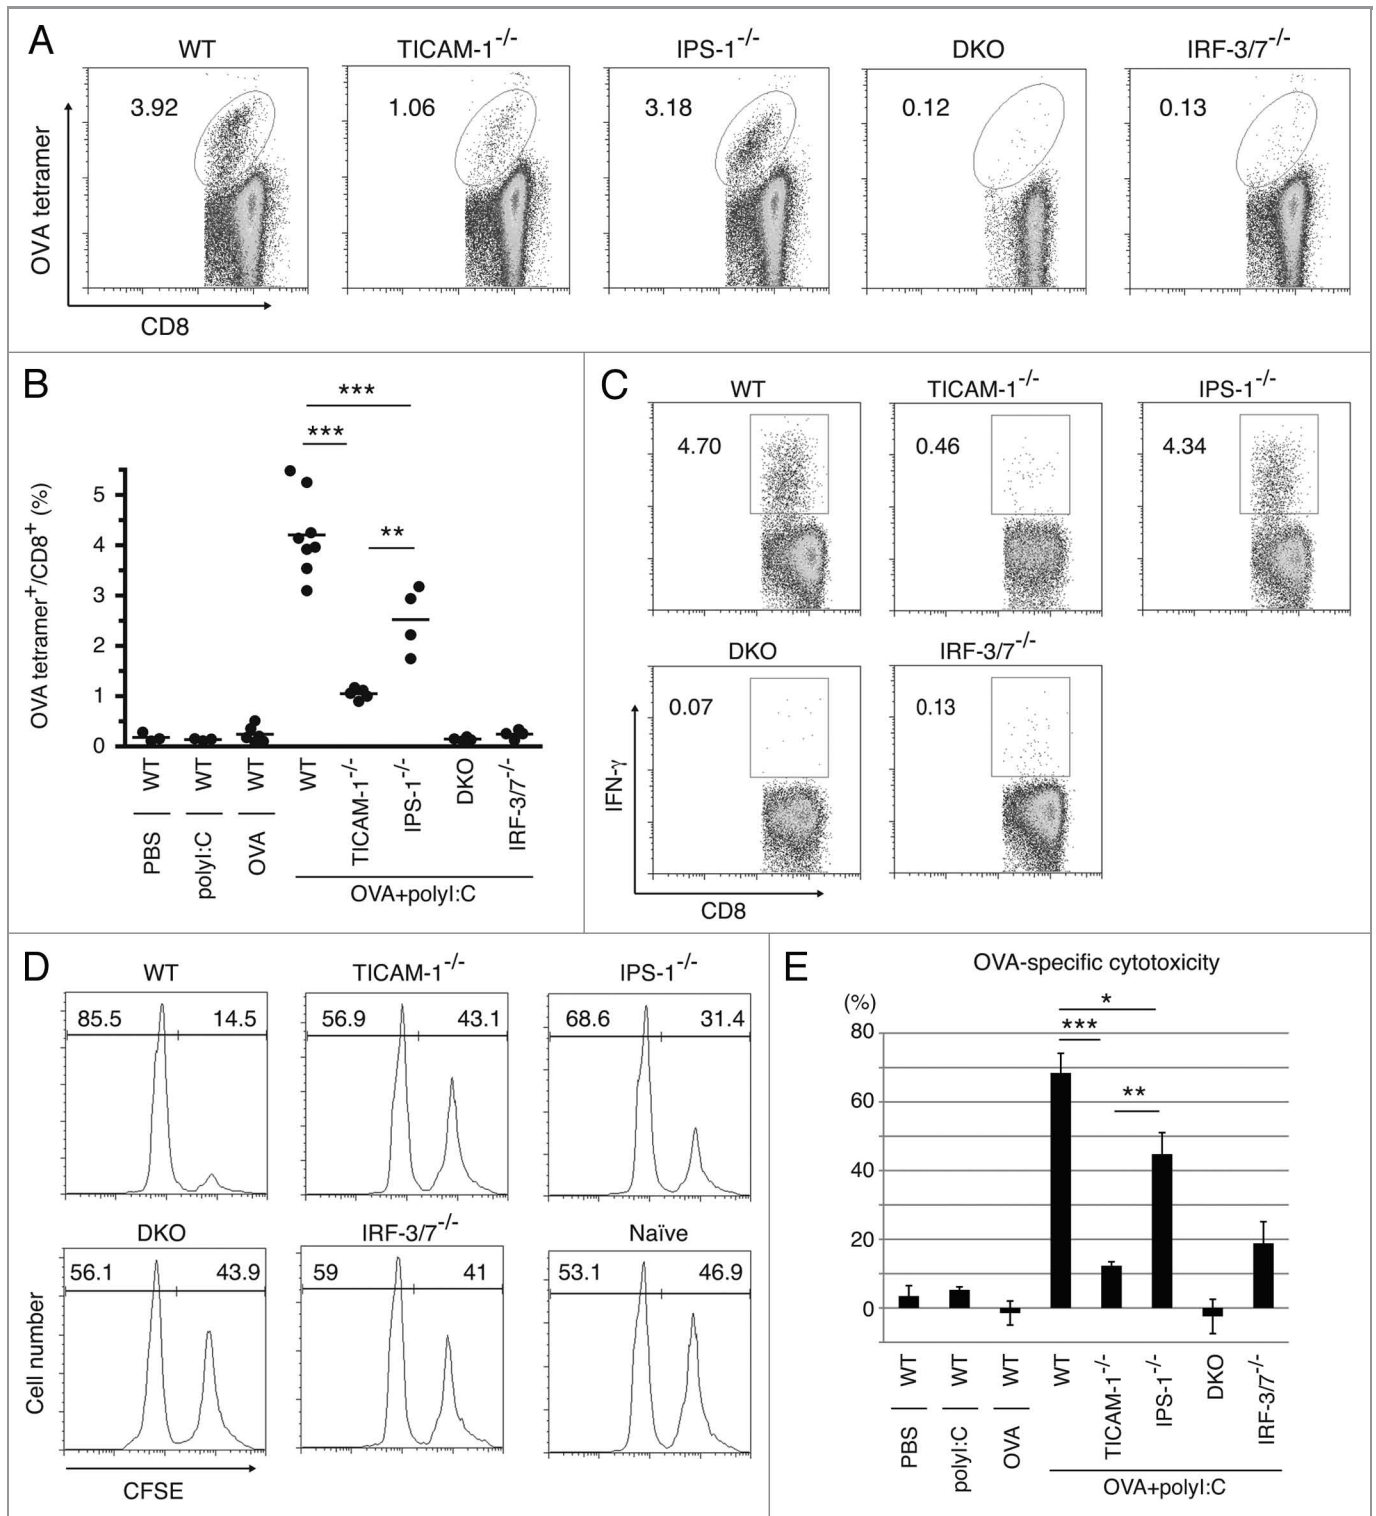 A
WT
TICAM-1-/-
IPS-1-/-
DKO
IRF-3/7-/-
3.92
1.06
3.18
0.12
0.13
OVA tetramer
CD8
B
***
***
**
OVA tetramer+/CD8+ (%)
5
4
3
2
1
0
WT
WT
WT
WT
TICAM-1-/-
IPS-1-/-
DKO
IRF-3/7-/-
PBS
polyI:C
OVA
OVA+polyI:C
C
WT
TICAM-1-/-
IPS-1-/-
4.70
0.46
4.34
DKO
IRF-3/7-/-
0.07
0.13
IFN-γ
CD8
D
WT
TICAM-1-/-
IPS-1-/-
85.5 14.5
56.9 43.1
68.6 31.4
DKO
IRF-3/7-/-
Naïve
56.1 43.9
59 41
53.1 46.9
Cell number
CFSE
E
OVA-specific cytotoxicity
(%)
*
***
**
80
60
40
20
0
WT
WT
WT
WT
TICAM-1-/-
IPS-1-/-
DKO
IRF-3/7-/-
PBS
polyI:C
OVA
OVA+polyI:C